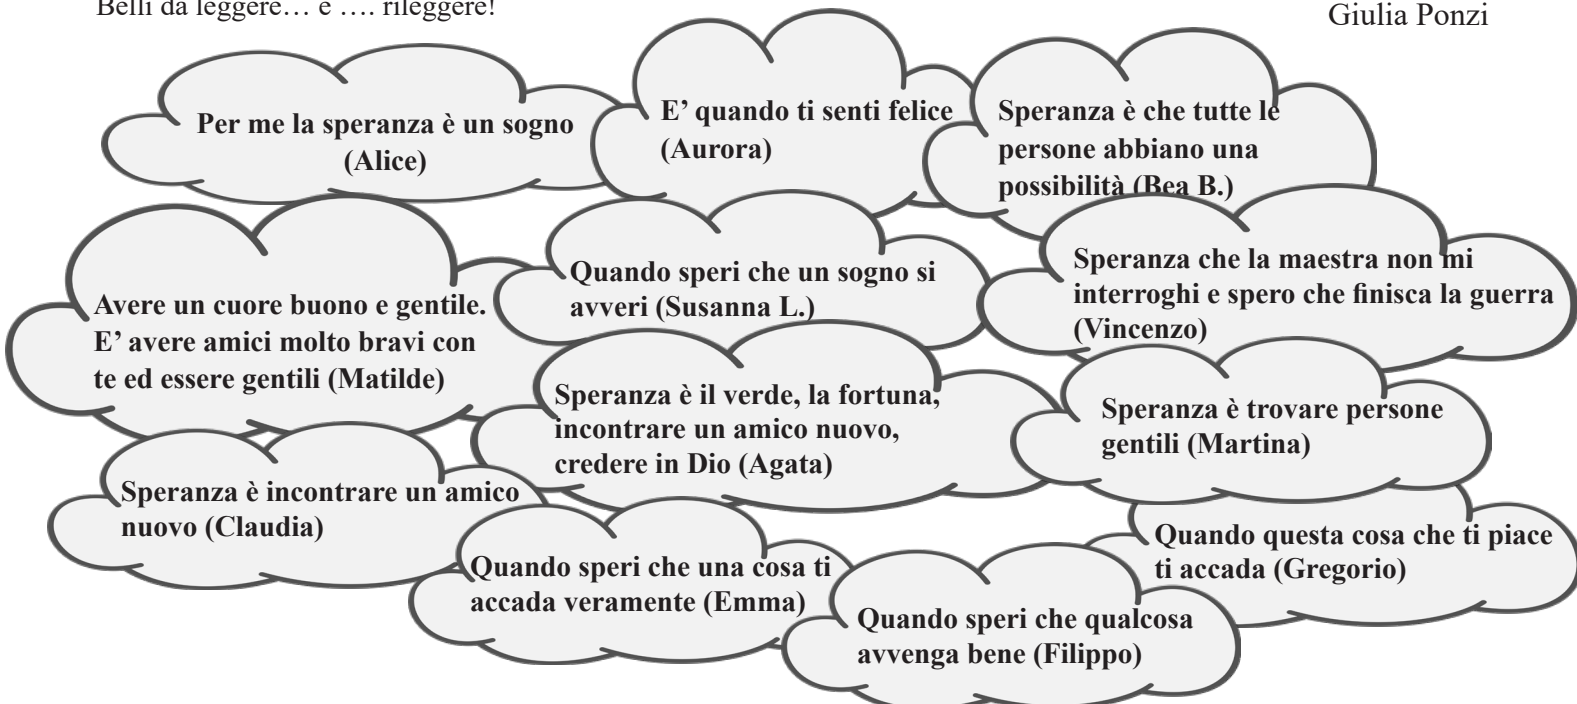 Belli da leggere… e …. rileggere!
Giulia Ponzi
Per me la speranza è un sogno
(Alice)
E’ quando ti senti felice
(Aurora)
Speranza è che tutte le
persone abbiano una
possibilità (Bea B.)
Avere un cuore buono e gentile.
E’ avere amici molto bravi con
te ed essere gentili (Matilde)
Quando speri che un sogno si
avveri (Susanna L.)
Speranza che la maestra non mi
interroghi e spero che finisca la guerra
(Vincenzo)
Speranza è il verde, la fortuna,
incontrare un amico nuovo,
credere in Dio (Agata)
Speranza è trovare persone
gentili (Martina)
Speranza è incontrare un amico
nuovo (Claudia)
Quando speri che una cosa ti
accada veramente (Emma)
Quando questa cosa che ti piace
ti accada (Gregorio)
Quando speri che qualcosa
avvenga bene (Filippo)